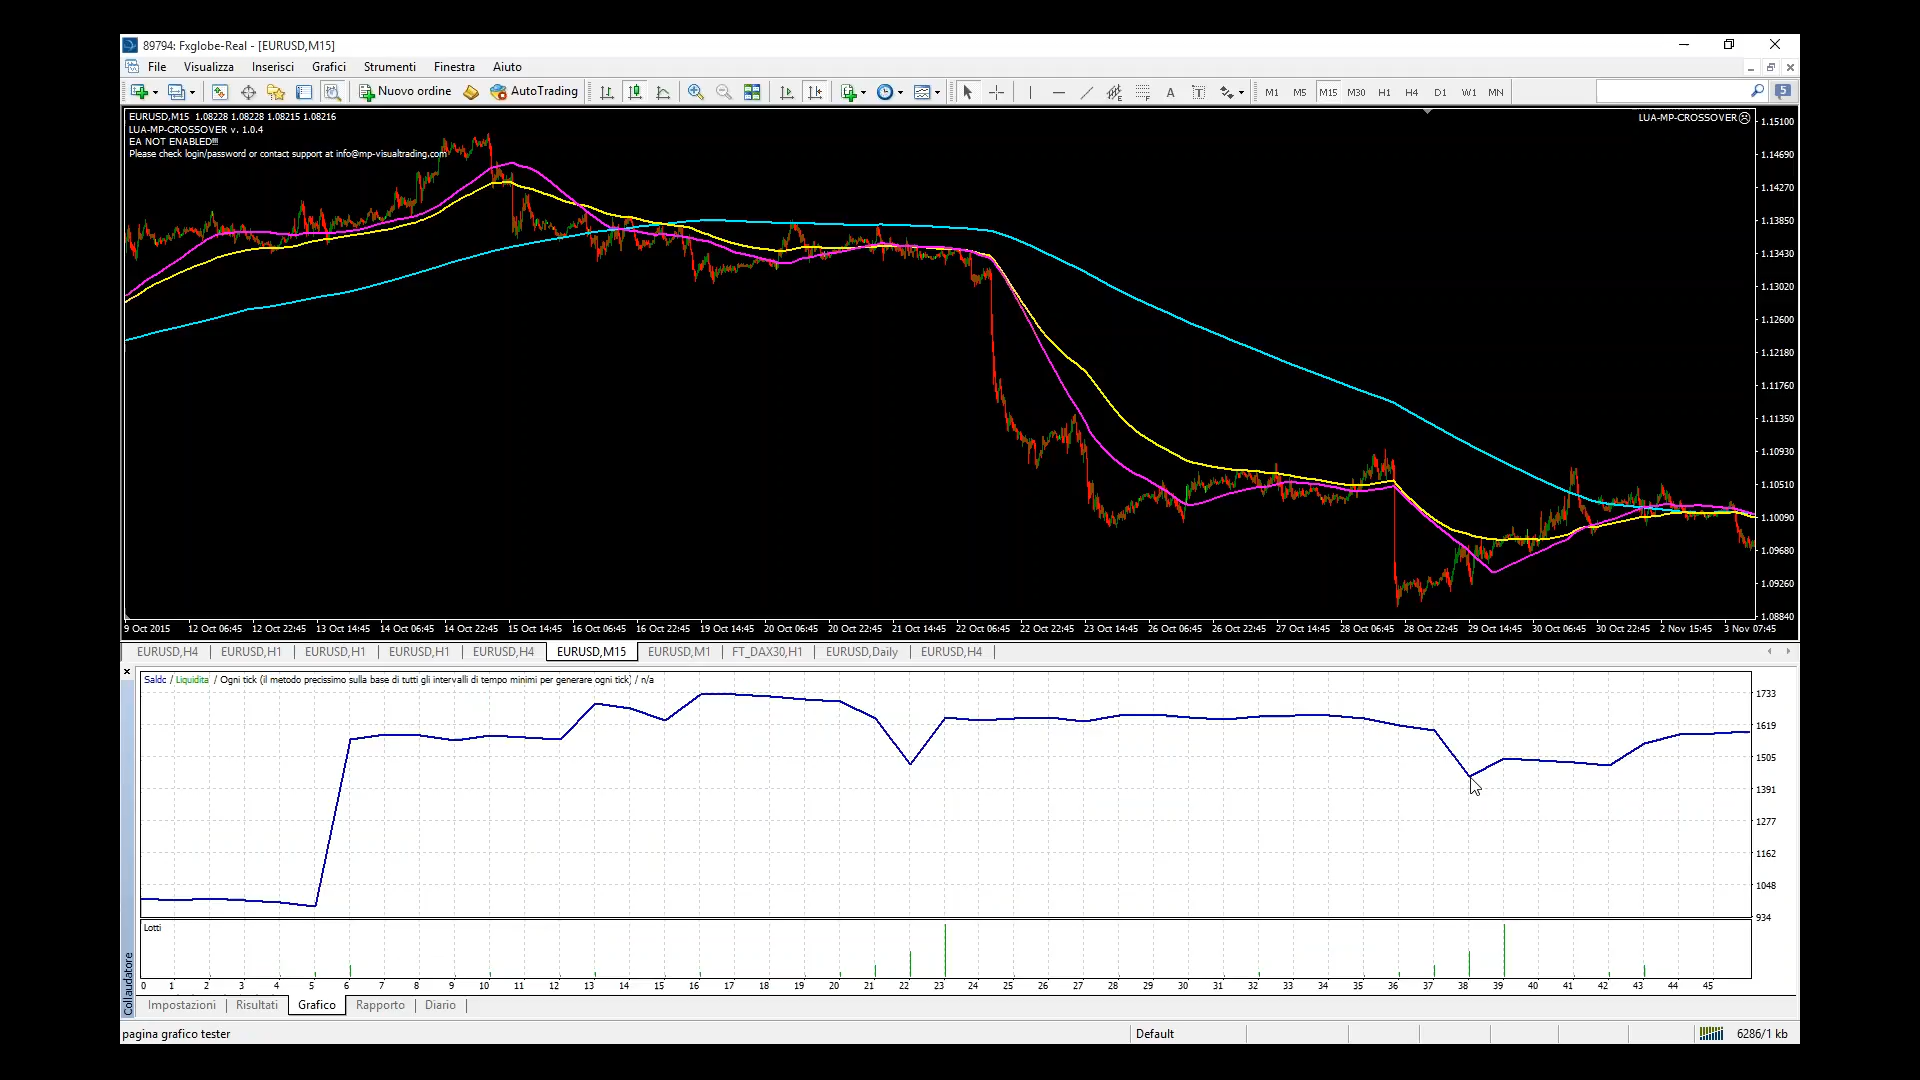 89794: Fxglobe-Real - [EURUSD,M15]
File Visualizza Inserisci Grafici Strumenti Finestra Aiuto
Nuovo ordine AutoTrading A T M1 M5 M15 M30 H1 H4 D1 W1 MN 5
EURUSD,M15 1.08228 1.08228 1.08215 1.08216
LUA-MP-CROSSOVER v. 1.0.4
EA NOT ENABLED!!!
Please check login/password or contact support at info@mp-visualtrading.com
LUA-MP-CROSSOVER
1.15100
1.14690
1.14270
1.13850
1.13430
1.13020
1.12600
1.12180
1.11760
1.11350
1.10930
1.10510
1.10090
1.09680
1.09260
1.08840
9 Oct 2015 12 Oct 06:45 12 Oct 22:45 13 Oct 14:45 14 Oct 06:45 14 Oct 22:45 15 Oct 14:45 16 Oct 06:45 16 Oct 22:45 19 Oct 14:45 20 Oct 06:45 20 Oct 22:45 21 Oct 14:45 22 Oct 06:45 22 Oct 22:45 23 Oct 14:45 26 Oct 06:45 26 Oct 22:45 27 Oct 14:45 28 Oct 06:45 28 Oct 22:45 29 Oct 14:45 30 Oct 06:45 30 Oct 22:45 2 Nov 15:45 3 Nov 07:45
EURUSD,H4 EURUSD,H1 EURUSD,H1 EURUSD,H1 EURUSD,H4 EURUSD,M15 EURUSD,M1 FT_DAX30,H1 EURUSD,Daily EURUSD,H4
Saldo / Liquidita / Ogni tick (il metodo precissimo sulla base di tutti gli intervalli di tempo minimi per generare ogni tick) / n/a
1733
1619
1505
1391
1277
1162
1048
934
Lotti
0 1 2 3 4 5 6 7 8 9 10 11 12 13 14 15 16 17 18 19 20 21 22 23 24 25 26 27 28 29 30 31 32 33 34 35 36 37 38 39 40 41 42 43 44 45
Collaudatore
Impostazioni Risultati Grafico Rapporto Diario
pagina grafico tester Default 6286/1 kb